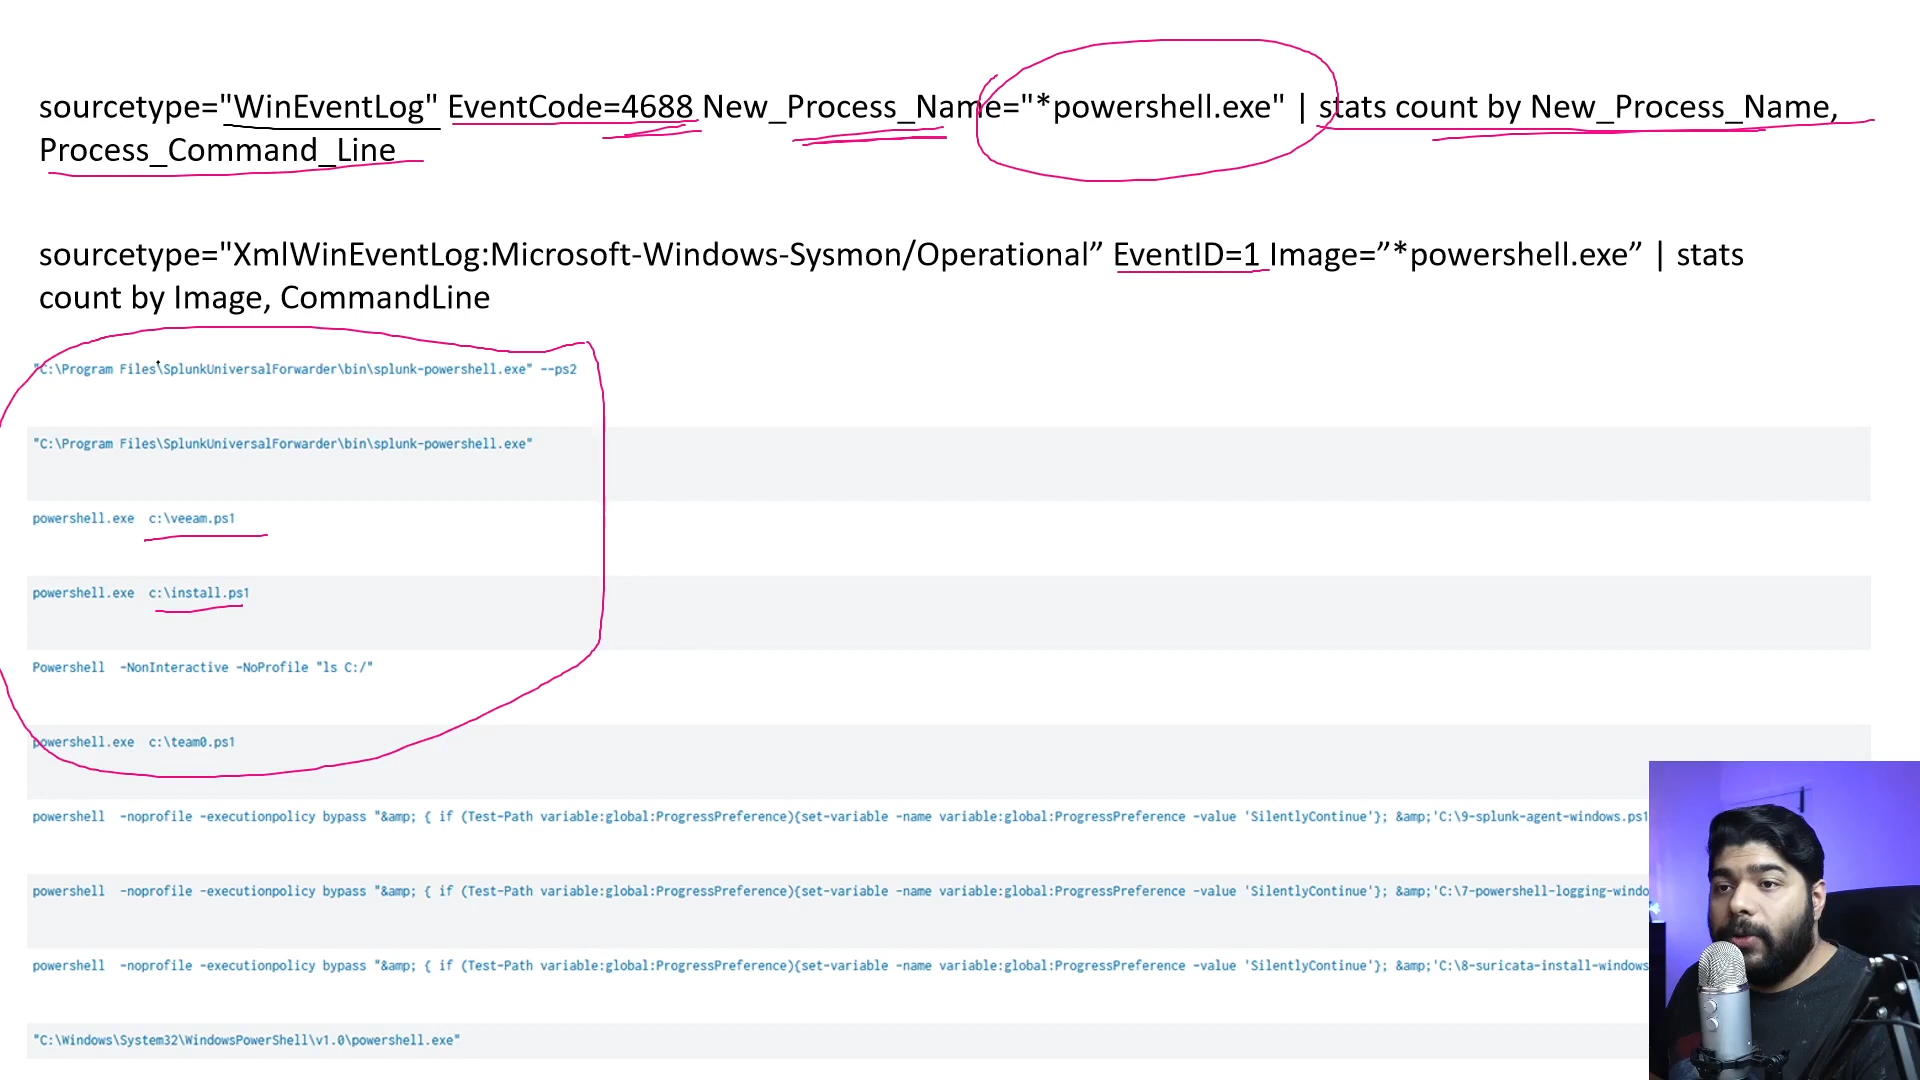 sourcetype="WinEventLog" EventCode=4688 New_Process_Name="*powershell.exe" | stats count by New_Process_Name,
Process_Command_Line
sourcetype="XmlWinEventLog:Microsoft-Windows-Sysmon/Operational” EventID=1 Image=”*powershell.exe” | stats
count by Image, CommandLine
"C:\Program Files\SplunkUniversalForwarder\bin\splunk-powershell.exe" --ps2
"C:\Program Files\SplunkUniversalForwarder\bin\splunk-powershell.exe"
powershell.exe c:\veeam.ps1
powershell.exe c:\install.ps1
Powershell -NonInteractive -NoProfile "ls C:/"
powershell.exe c:\team0.ps1
powershell -noprofile -executionpolicy bypass "&amp; { if (Test-Path variable:global:ProgressPreference){set-variable -name variable:global:ProgressPreference -value 'SilentlyContinue'}; &amp;'C:\9-splunk-agent-windows.ps1
powershell -noprofile -executionpolicy bypass "&amp; { if (Test-Path variable:global:ProgressPreference){set-variable -name variable:global:ProgressPreference -value 'SilentlyContinue'}; &amp;'C:\7-powershell-logging-windo
powershell -noprofile -executionpolicy bypass "&amp; { if (Test-Path variable:global:ProgressPreference){set-variable -name variable:global:ProgressPreference -value 'SilentlyContinue'}; &amp;'C:\8-suricata-install-windows
"C:\Windows\System32\WindowsPowerShell\v1.0\powershell.exe"